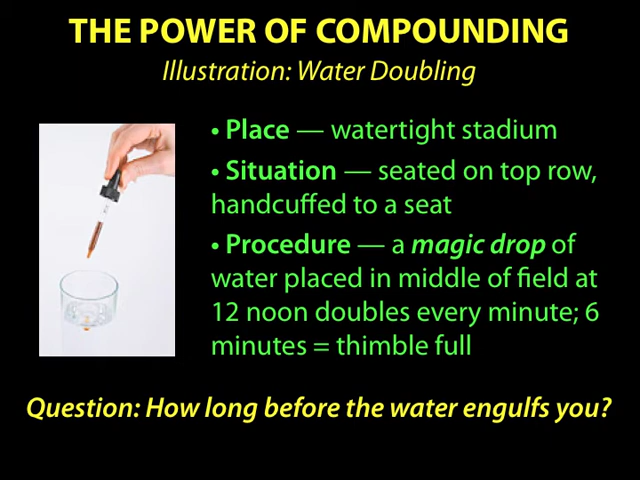 THE POWER OF COMPOUNDING
Illustration: Water Doubling
• Place — watertight stadium
• Situation — seated on top row,
handcuffed to a seat
• Procedure — a magic drop of
water placed in middle of field at
12 noon doubles every minute; 6
minutes = thimble full
Question: How long before the water engulfs you?